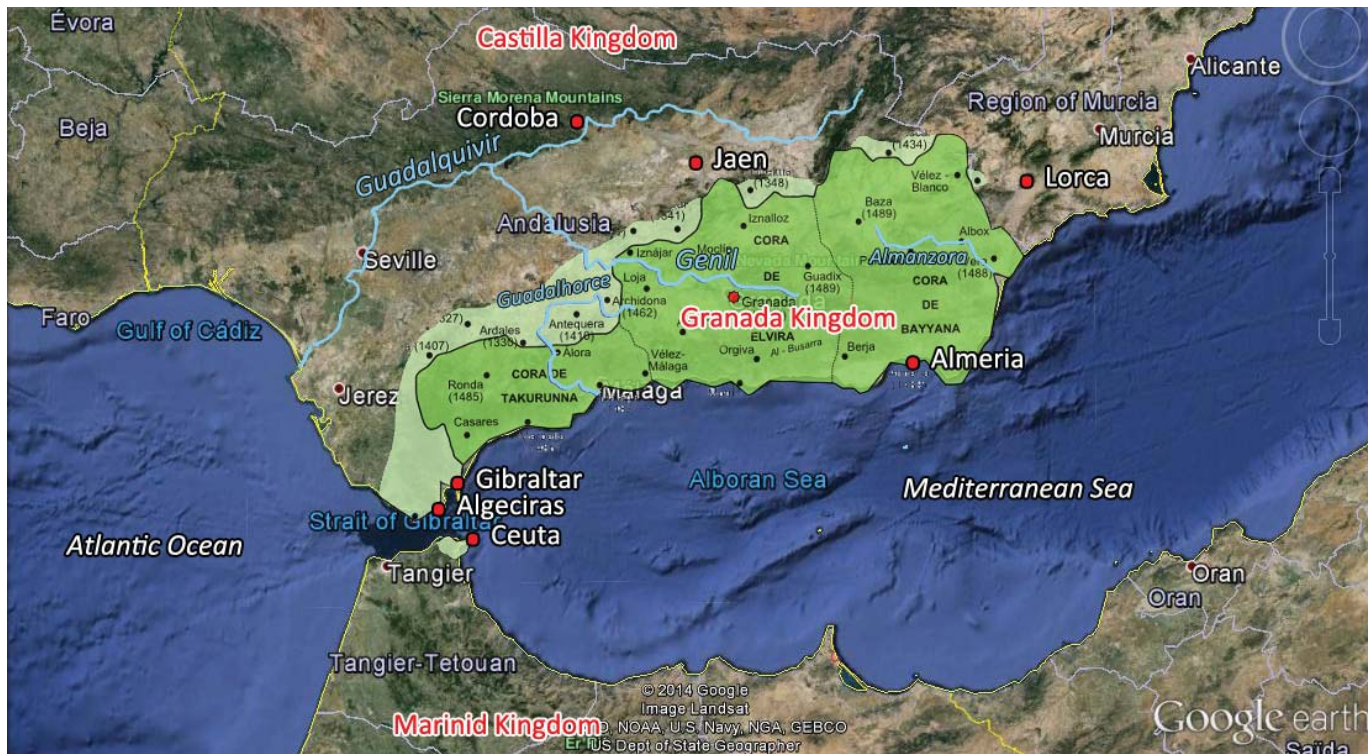 Évora
Castilla Kingdom
Alicante
Sierra Morena Mountains
Region of Murcia
Beja
Cordoba
Murcia
Guadalquivir
Jaen
(1434)
Lorca
Vélez -
Blanco
(1348)
Baza
(1489)
Andalusia
Iznalloz
CORA
Albox
Seville
Iznájar
Moclín
Genil
Almanzora
DE
Guadix
(1489)
(1488)
CORA
Loja
Guadalhorce
Archidona
(1462)
Granada
DE
Faro
Gulf of Cádiz
Antequera
(1410)
Granada Kingdom
BAYYANA
Ardales
ELVIRA
Al - Busarra
(1407)
Alora
Vélez-
Málaga
Orgiva
Berja
Almeria
CORA DE
Ronda
(1485)
TAKURUNNA
Málaga
Jerez
Casares
Gibraltar
Alboran Sea
Mediterranean Sea
Algeciras
Strait of Gibraltar
Ceuta
Atlantic Ocean
Tangier
Oran
Oran
Tangier-Tetouan
© 2014 Google
Image Landsat
Marinid Kingdom
NOAA, U.S. Navy, NGA, GEBCO
US Dept of State Geographer
Google earth
Saïda